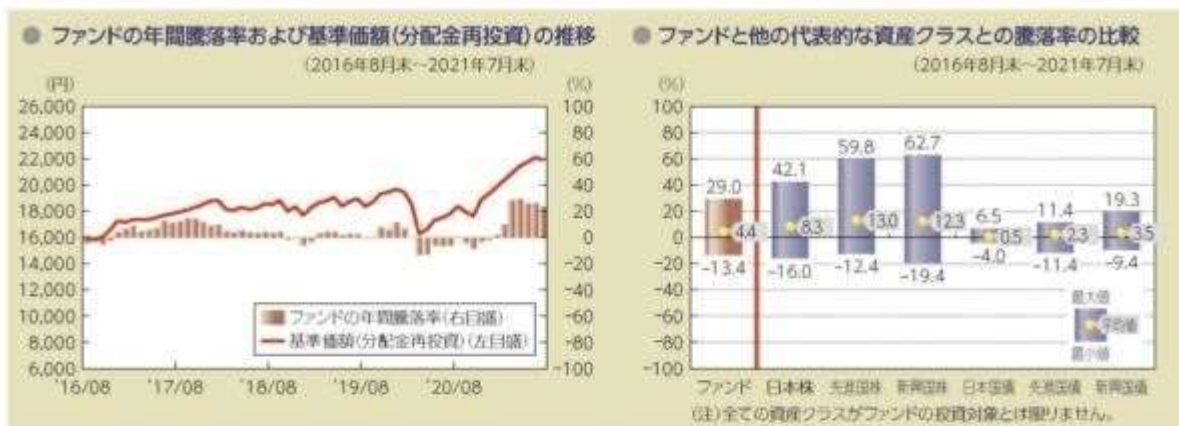 ● ファンドの年間騰落率および基準価額(分配金再投資)の推移
(2016年8月末～2021年7月末)
(円)
(%)
26,000
24,000
22,000
20,000
18,000
16,000
14,000
12,000
10,000
8,000
6,000
100
80
60
40
20
0
-20
-40
-60
-80
-100
ファンドの年間騰落率(右目盛)
基準価額(分配金再投資)(左目盛)
'16/08 '17/08 '18/08 '19/08 '20/08
● ファンドと他の代表的な資産クラスとの騰落率の比較
(2016年8月末～2021年7月末)
(%)
100
80
60
40
20
0
-20
-40
-60
-80
-100
29.0 42.1 59.8 62.7 6.5 11.4 19.3
4.4 8.3 13.0 12.3 0.5 2.3 3.5
-13.4 -16.0 -12.4 -19.4 -4.0 -11.4 -9.4
最大値
平均値
最小値
ファンド 日本株 先進国株 新興国株 日本国債 先進国債 新興国債
(注)全ての資産クラスがファンドの投資対象とは限りません。